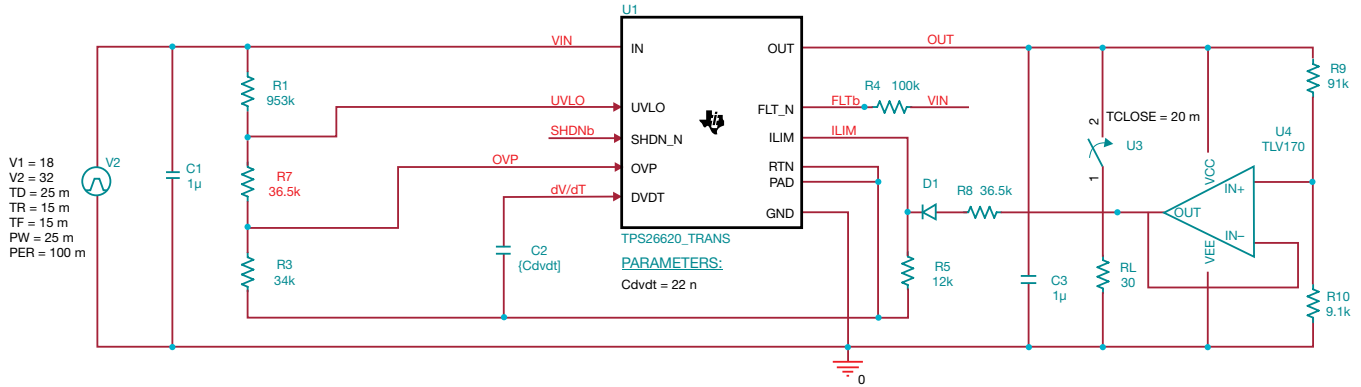 U1
VIN
IN
OUT
OUT
R1
953k
R4 100k
R9
91k
UVLO
UVLO
FLT_N
FLTb
VIN
SHDNb
SHDN_N
ILIM
ILIM
2
TCLOSE = 20 m
U3
1
U4
TLV170
V1 = 18
V2 = 32
TD = 25 m
TR = 15 m
TF = 15 m
PW = 25 m
PER = 100 m
V2
C1
1µ
R7
36.5k
OVP
OVP
RTN
PAD
dV/dT
DVDT
GND
D1
R8 36.5k
VCC
IN+
OUT
IN−
VEE
TPS26620_TRANS
PARAMETERS:
Cdvdt = 22 n
C2
{Cdvdt]
R3
34k
R5
12k
C3
1µ
RL
30
R10
9.1k
0